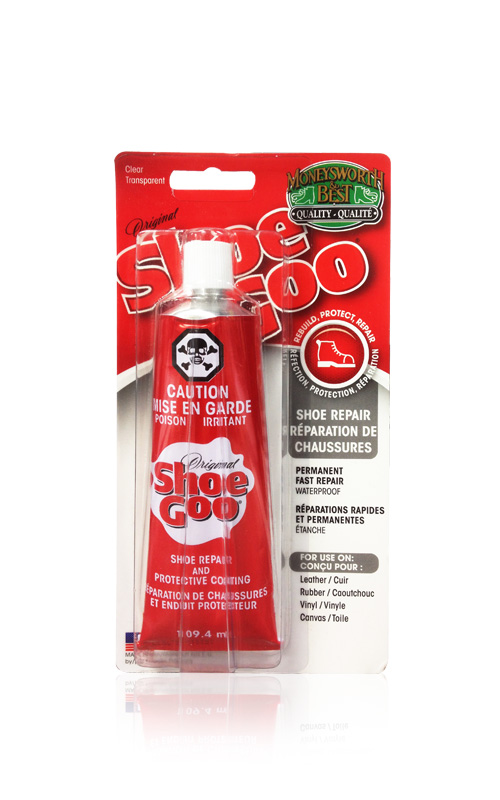 Clear
Transparent
MONEYSWORTH
& BEST
• QUALITY - QUALITÉ •
Original
Shoe
Goo®
REBUILD, PROTECT, REPAIR
RÉFECTION, PROTECTION, RÉPARATION
CAUTION
MISE EN GARDE
POISON IRRITANT
Original
Shoe
Goo®
SHOE REPAIR
AND
PROTECTIVE COATING
RÉPARATION DE CHAUSSURES
ET ENDUIT PROTECTEUR
109.4 ml
SHOE REPAIR
RÉPARATION DE
CHAUSSURES
PERMANENT
FAST REPAIR
WATERPROOF
RÉPARATIONS RAPIDES
ET PERMANENTES
ÉTANCHE
FOR USE ON:
CONÇU POUR :
Leather / Cuir
Rubber / Caoutchouc
Vinyl / Vinyle
Canvas / Toile